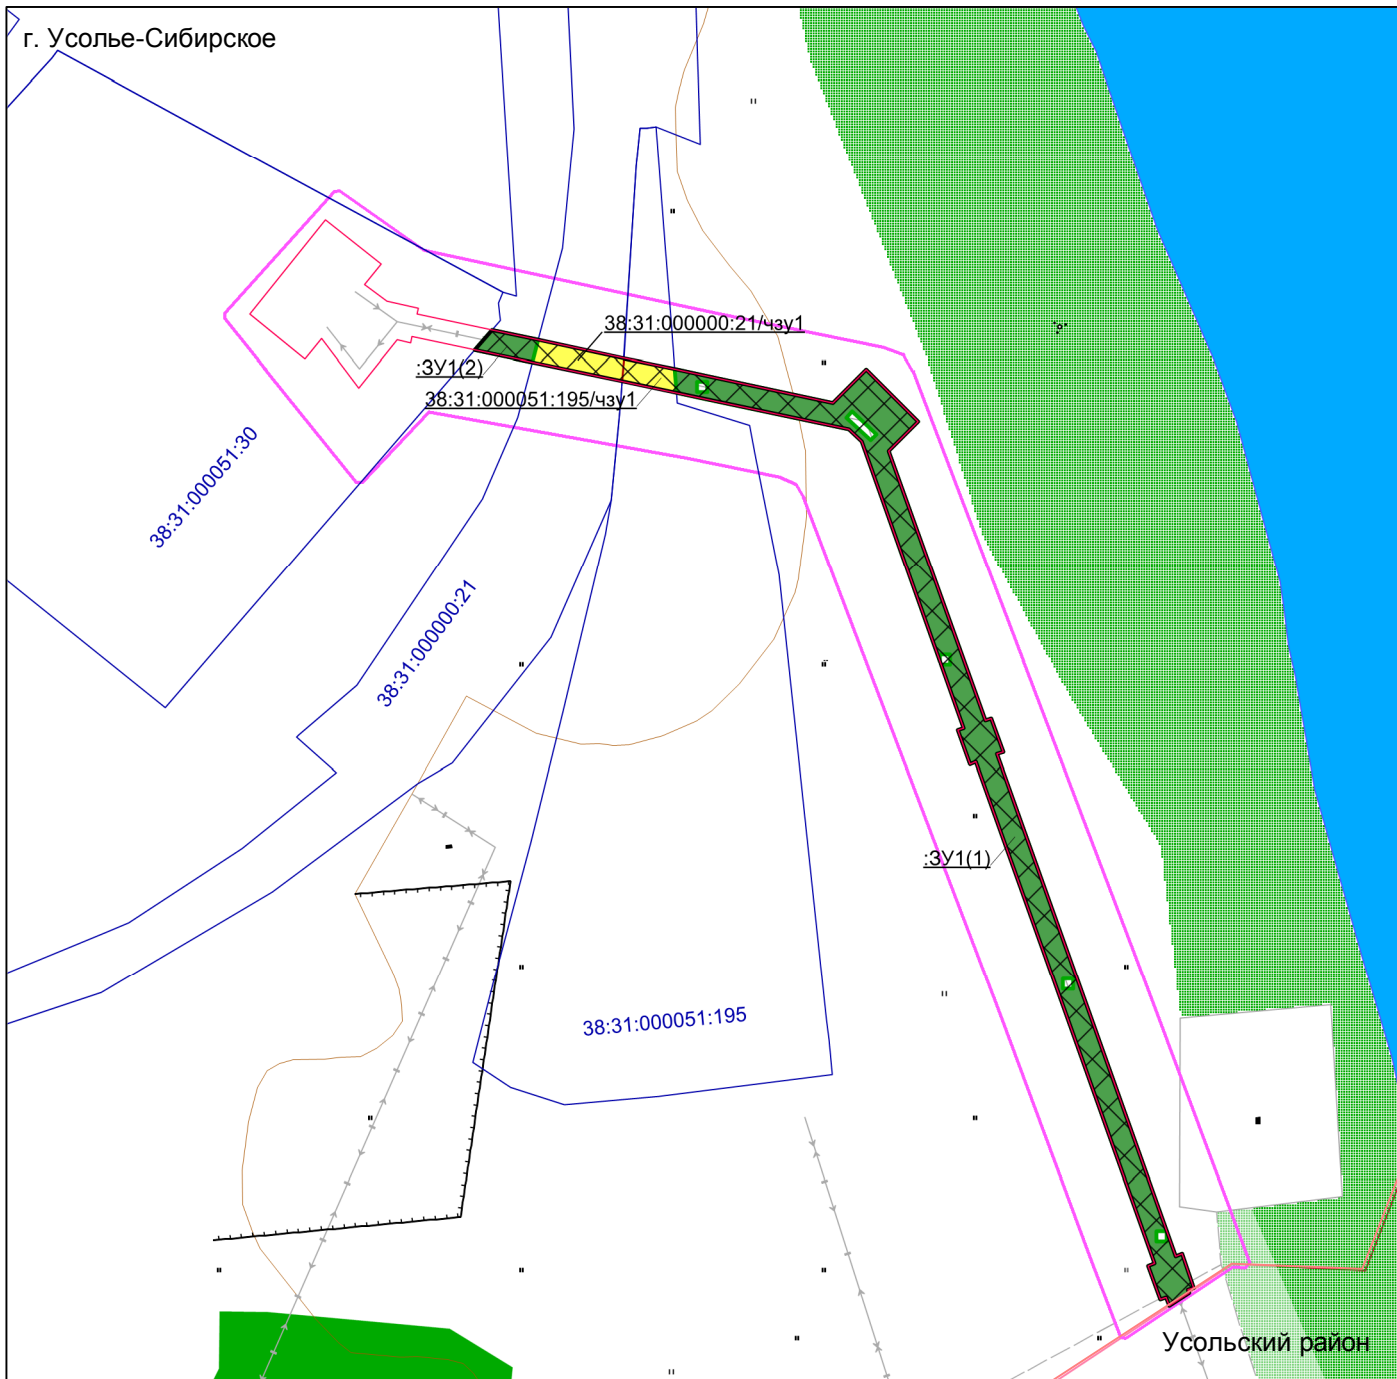 г. Усолье-Сибирское
38:31:000000:21/чзу1
:ЗУ1(2)
38:31:000051:195/чзу1
38:31:000051:30
38:31:000000:21
:ЗУ1(1)
38:31:000051:195
Усольский район